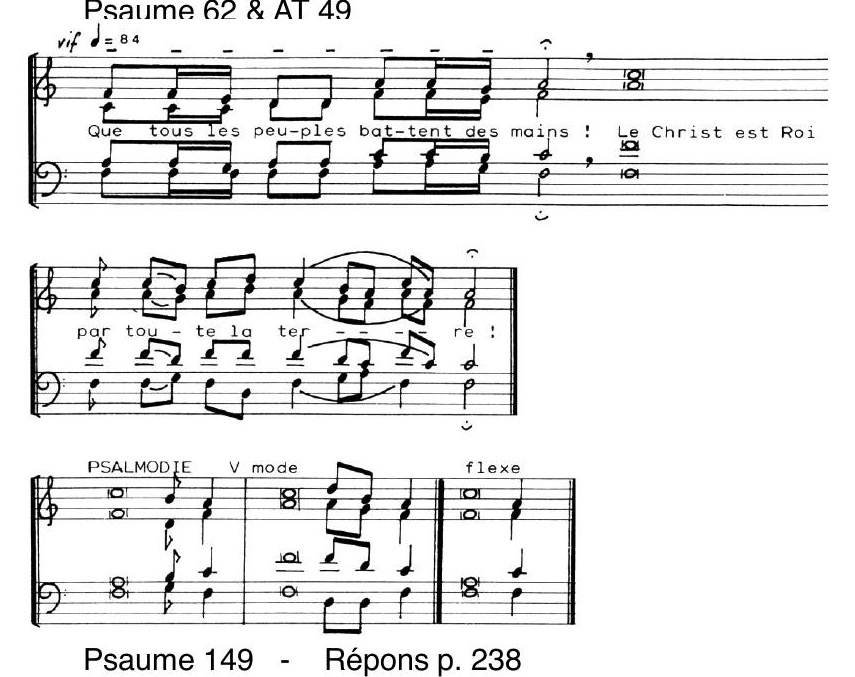 Psaume 62 & AT 49
vif = 84
Que tous les peu-ples bat-tent des mains ! Le Christ est Roi
par tou - te la ter - - - - re !
PSALMODIE V mode flexe
Psaume 149 - Répons p. 238